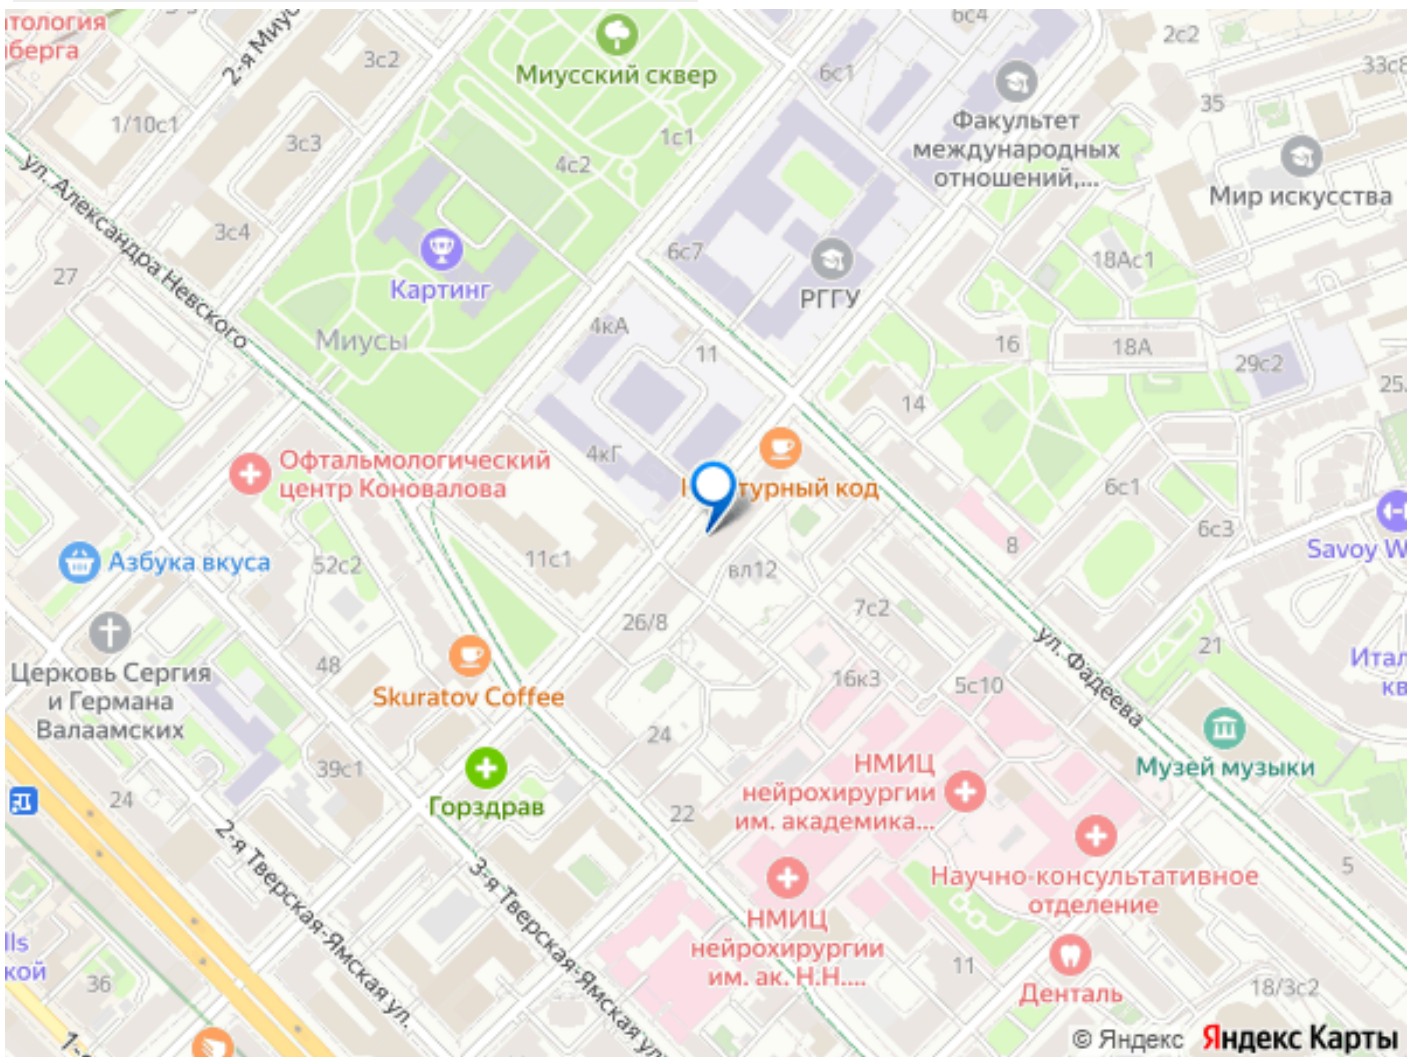 тология
берга
2-я Миус
3с2
Миусский сквер
6с4
6с1
2с2
33с8
35
Факультет
международных
отношений,...
Мир искусства
1/10с1
3с3
1с1
4с2
ул. Александра Невского
3с4
27
Картинг
Миусы
6с7
РГГУ
18Ас1
4кА
11
16
18А
29с2
25
14
Офтальмологический
центр Коновалова
4кГ
турный код
6с1
6с3
8
Savoy W
Азбука вкуса
52с2
11с1
вл12
7с2
26/8
Церковь Сергия
и Германа
Валаамских
48
Skuratov Coffee
16к3
5с10
ул. Фадеева
21
Итал
кв
24
39с1
Горздрав
24
22
НМИЦ
нейрохирургии
им. академика...
Музей музыки
2-я Тверская-Ямская ул.
3-я Тверская-Ямская ул
НМИЦ
нейрохирургии
им. ак. Н.Н....
Научно-консультативное
отделение
5
lls
кой
36
11
Денталь
18/3с2
1-
© Яндекс Яндекс Карты